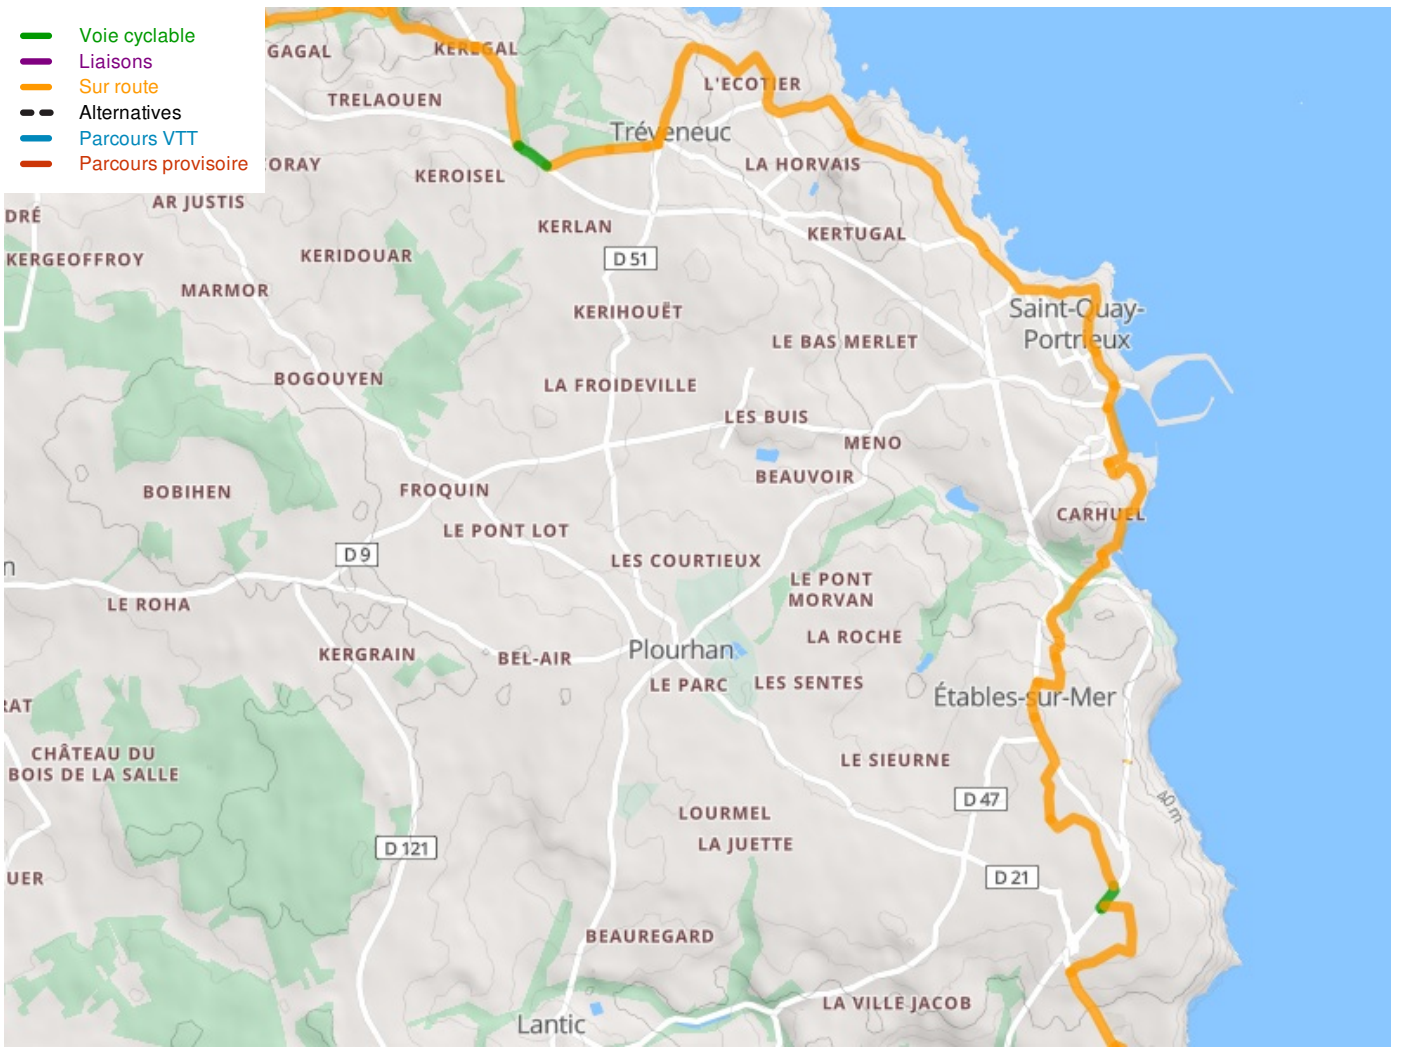 Voie cyclable
Liaisons
Sur route
Alternatives
Parcours VTT
Parcours provisoire
GAGAL
KEREGAL
L'ECOTIER
TRELAOUEN
Tréveneuc
LA HORVAIS
ORAY
KEROISEL
AR JUSTIS
DRÉ
KERLAN
KERTUGAL
KERGEOFFROY
KERIDOUAR
D 51
MARMOR
KERIHOUËT
Saint-Quay-
Portrieux
LE BAS MERLET
BOGOUYEN
LA FROIDEVILLE
LES BUIS
MENO
BEAUVOIR
BOBIHEN
FROQUIN
CARHUEL
LE PONT LOT
D 9
n
LES COURTIEUX
LE PONT
MORVAN
LE ROHA
LA ROCHE
KERGRAIN
BEL-AIR
Plourhan
LE PARC
LES SENTES
Étables-sur-Mer
RAT
CHÂTEAU DU
BOIS DE LA SALLE
LE SIEURNE
D 47
40 m
LOURMEL
LA JUETTE
D 121
D 21
UER
BEAUREGARD
LA VILLE JACOB
Lantic